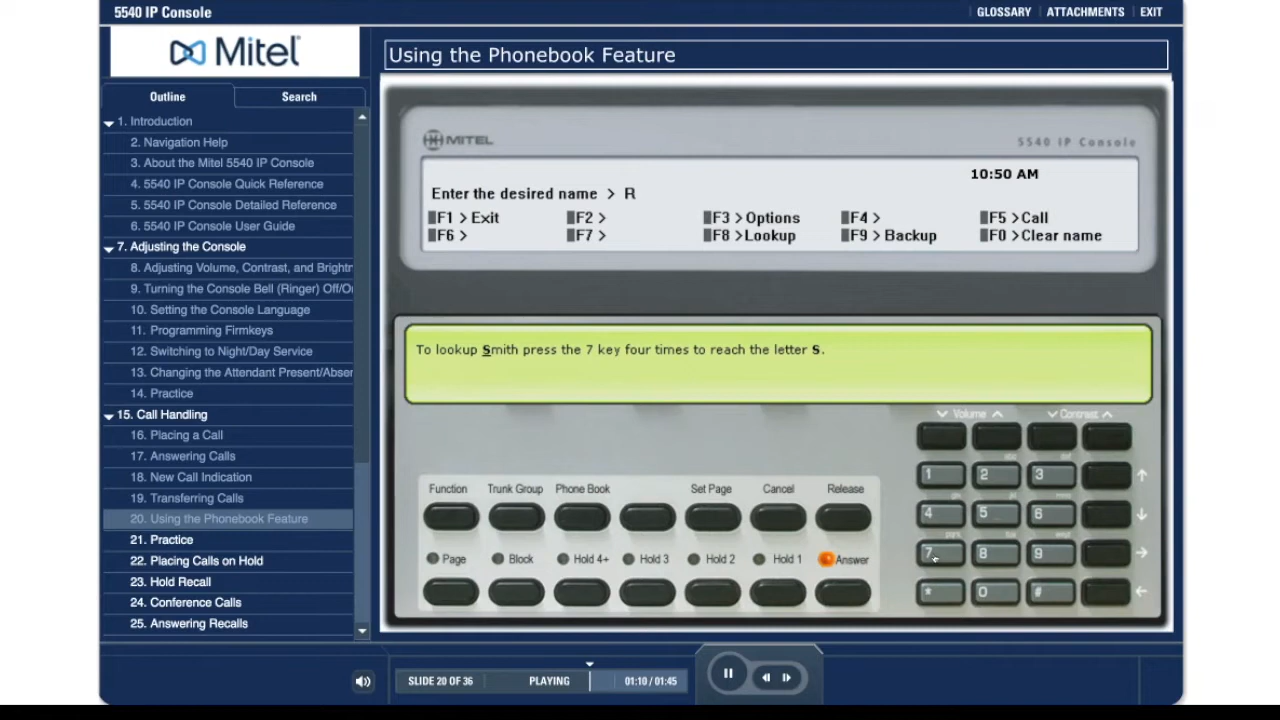 5540 IP Console
GLOSSARY
ATTACHMENTS
EXIT
Mitel
Using the Phonebook Feature
Outline
Search
1. Introduction
2. Navigation Help
3. About the Mitel 5540 IP Console
4. 5540 IP Console Quick Reference
5. 5540 IP Console Detailed Reference
6. 5540 IP Console User Guide
7. Adjusting the Console
8. Adjusting Volume, Contrast, and Brightn
9. Turning the Console Bell (Ringer) Off/O
10. Setting the Console Language
11. Programming Firmkeys
12. Switching to Night/Day Service
13. Changing the Attendant Present/Absen
14. Practice
15. Call Handling
16. Placing a Call
17. Answering Calls
18. New Call Indication
19. Transferring Calls
20. Using the Phonebook Feature
21. Practice
22. Placing Calls on Hold
23. Hold Recall
24. Conference Calls
25. Answering Recalls
MITEL
5540 IP Console
10:50 AM
Enter the desired name > R
F1 > Exit F2 > F3 > Options F4 > F5 > Call
F6 > F7 > F8 >Lookup F9 > Backup F0 >Clear name
To lookup Smith press the 7 key four times to reach the letter S.
Volume Contrast
1 2 3
4 5 6
7 8 9
* 0 #
Function Trunk Group Phone Book Set Page Cancel Release
Page Block Hold 4+ Hold 3 Hold 2 Hold 1 Answer
SLIDE 20 OF 36
PLAYING
01:10 / 01:45